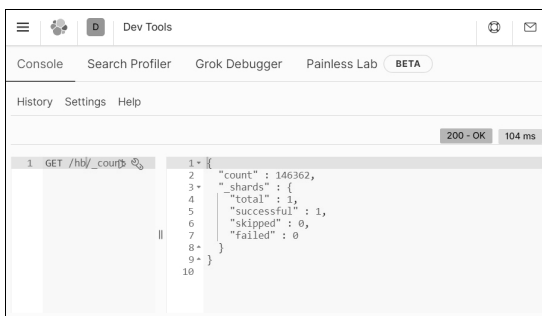 D Dev Tools
Console Search Profiler Grok Debugger Painless Lab BETA
History Settings Help
200 - OK 104 ms
1 GET /hb/_count
1 {
2 "count" : 146362,
3 "_shards" : {
4 "total" : 1,
5 "successful" : 1,
6 "skipped" : 0,
7 "failed" : 0
8 }
9 }
10